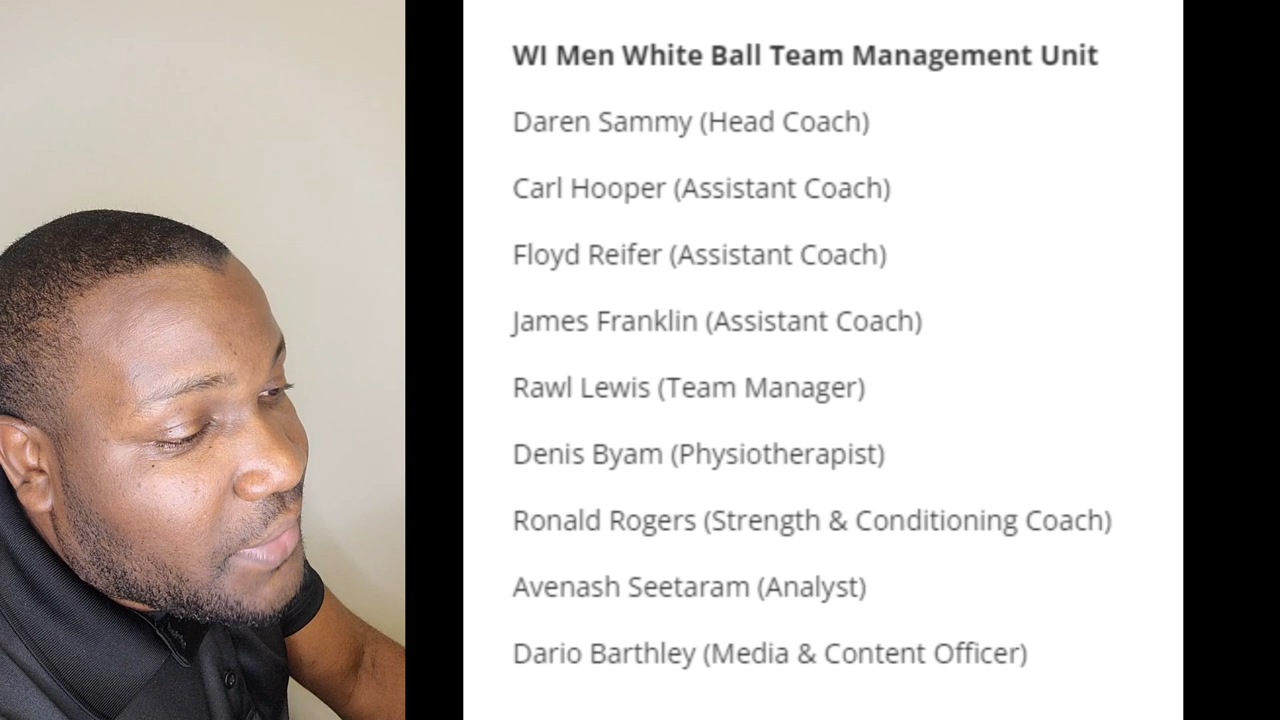 WI Men White Ball Team Management Unit
Daren Sammy (Head Coach)
Carl Hooper (Assistant Coach)
Floyd Reifer (Assistant Coach)
James Franklin (Assistant Coach)
Rawl Lewis (Team Manager)
Denis Byam (Physiotherapist)
Ronald Rogers (Strength & Conditioning Coach)
Avenash Seetaram (Analyst)
Dario Barthley (Media & Content Officer)